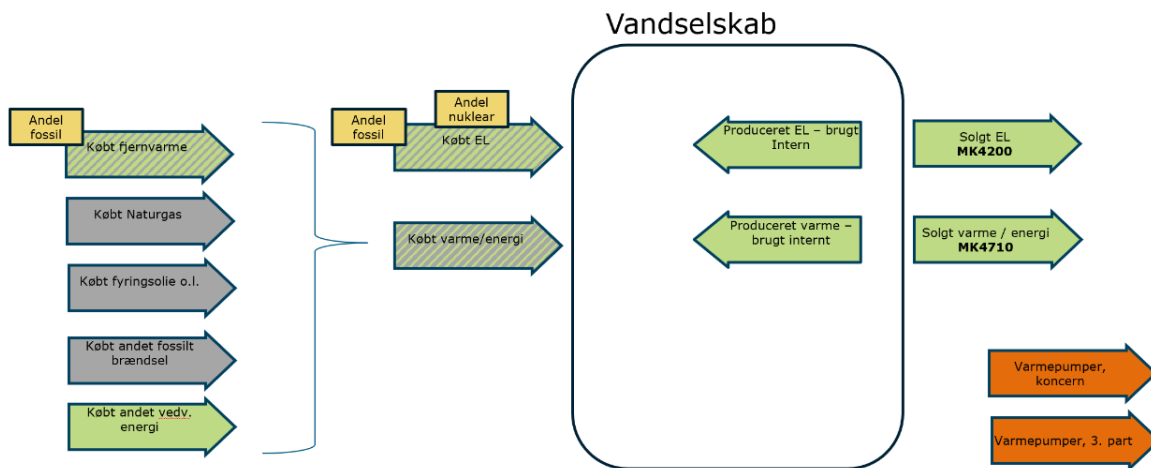 Vandselskab
Andel
fossil
Købt fjernvarme
Købt Naturgas
Købt fyringsolie o.l.
Købt andet fossilt
brændsel
Købt andet vedv.
energi
Andel
fossil
Andel
nuklear
Købt EL
Købt varme/energi
Produceret EL – brugt
Intern
Produceret varme –
brugt internt
Solgt EL
MK4200
Solgt varme / energi
MK4710
Varmepumper,
koncern
Varmepumper, 3. part